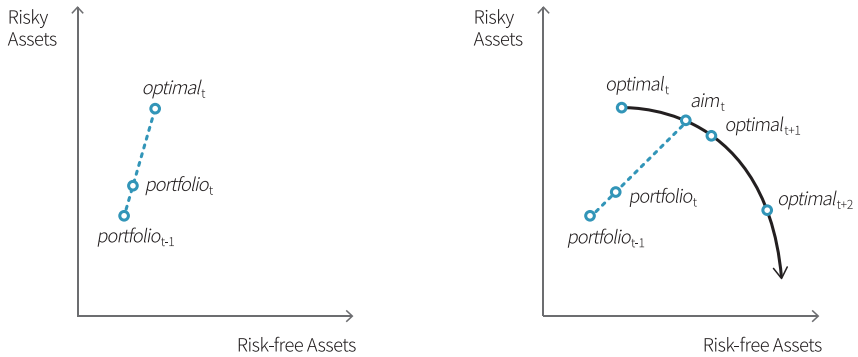 Risky
Assets
optimalt
portfoliot
portfoliot-1
Risk-free Assets
Risky
Assets
optimalt
aimt
optimalt+1
portfoliot
optimalt+2
portfoliot-1
Risk-free Assets